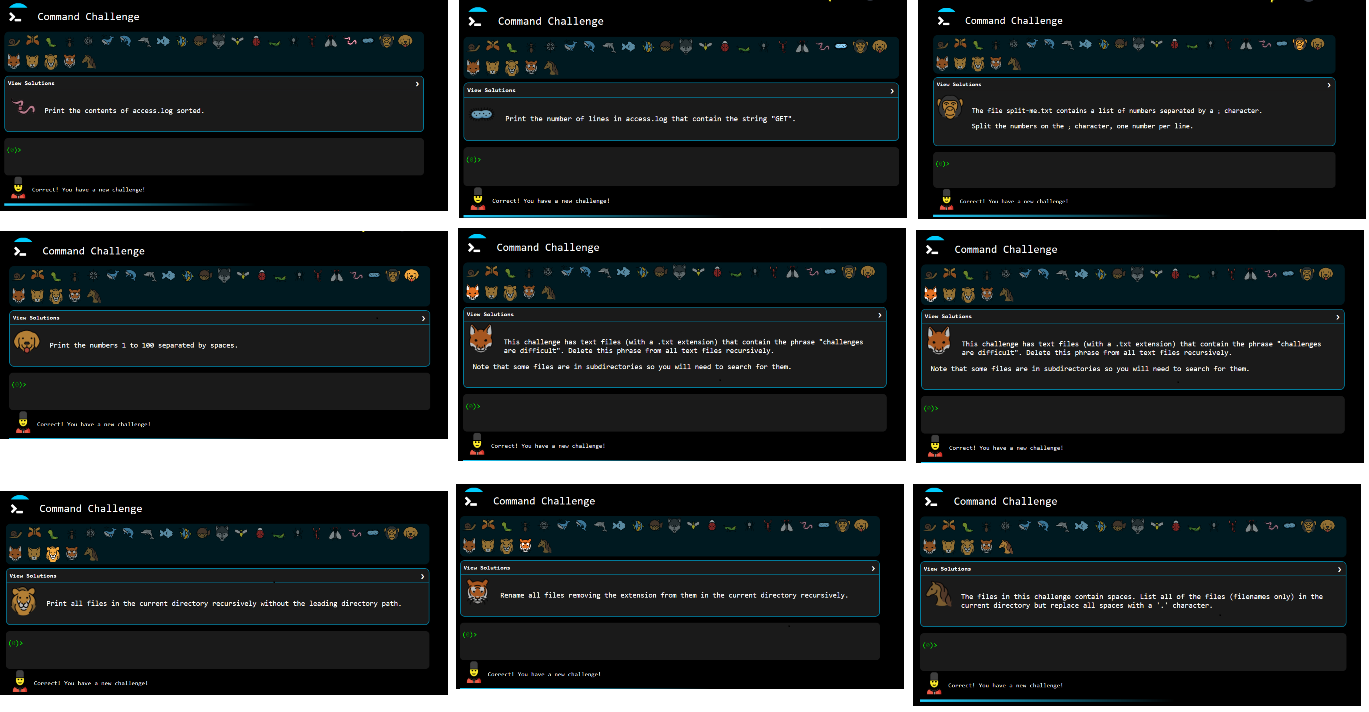 Command Challenge
View Solutions
Print the contents of access.log sorted.
(0)>
Correct! You have a new challenge!
Command Challenge
View Solutions
Print the number of lines in access.log that contain the string "GET".
(0)>
Correct! You have a new challenge!
Command Challenge
View Solutions
The file split-me.txt contains a list of numbers separated by a ; character.
Split the numbers on the ; character, one number per line.
(0)>
Correct! You have a new challenge!
Command Challenge
View Solutions
Print the numbers 1 to 100 separated by spaces.
(0)>
Correct! You have a new challenge!
Command Challenge
View Solutions
This challenge has text files (with a .txt extension) that contain the phrase "challenges
are difficult". Delete this phrase from all text files recursively.
Note that some files are in subdirectories so you will need to search for them.
(0)>
Correct! You have a new challenge!
Command Challenge
View Solutions
This challenge has text files (with a .txt extension) that contain the phrase "challenges
are difficult". Delete this phrase from all text files recursively.
Note that some files are in subdirectories so you will need to search for them.
(0)>
Correct! You have a new challenge!
Command Challenge
View Solutions
Print all files in the current directory recursively without the leading directory path.
(0)>
Correct! You have a new challenge!
Command Challenge
View Solutions
Rename all files removing the extension from them in the current directory recursively.
(0)>
Correct! You have a new challenge!
Command Challenge
View Solutions
The files in this challenge contain spaces. List all of the files (filenames only) in the
current directory but replace all spaces with a '.' character.
(0)>
Correct! You have a new challenge!